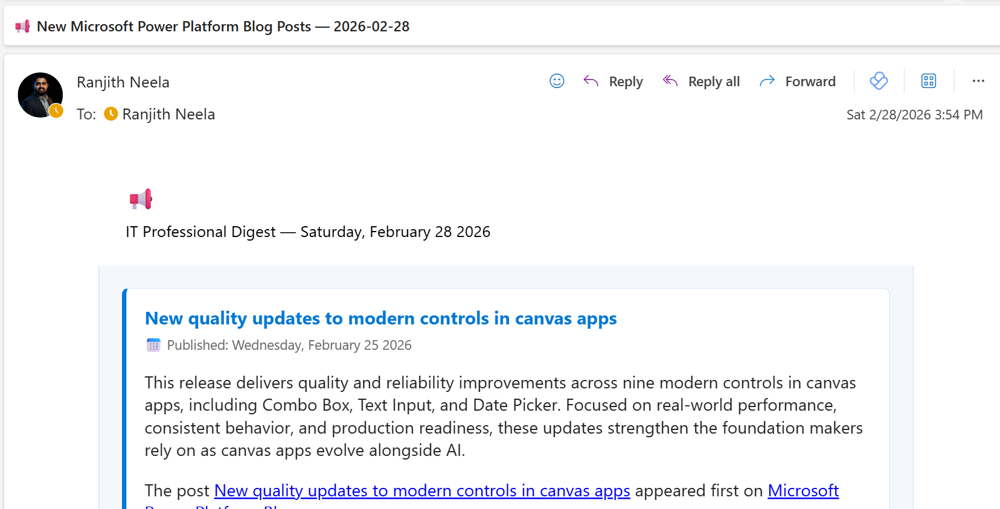 New Microsoft Power Platform Blog Posts — 2026-02-28
Ranjith Neela
Reply
Reply all
Forward
To: Ranjith Neela
Sat 2/28/2026 3:54 PM
IT Professional Digest — Saturday, February 28 2026
New quality updates to modern controls in canvas apps
Published: Wednesday, February 25 2026
This release delivers quality and reliability improvements across nine modern controls in canvas
apps, including Combo Box, Text Input, and Date Picker. Focused on real-world performance,
consistent behavior, and production readiness, these updates strengthen the foundation makers
rely on as canvas apps evolve alongside AI.
The post New quality updates to modern controls in canvas apps appeared first on Microsoft